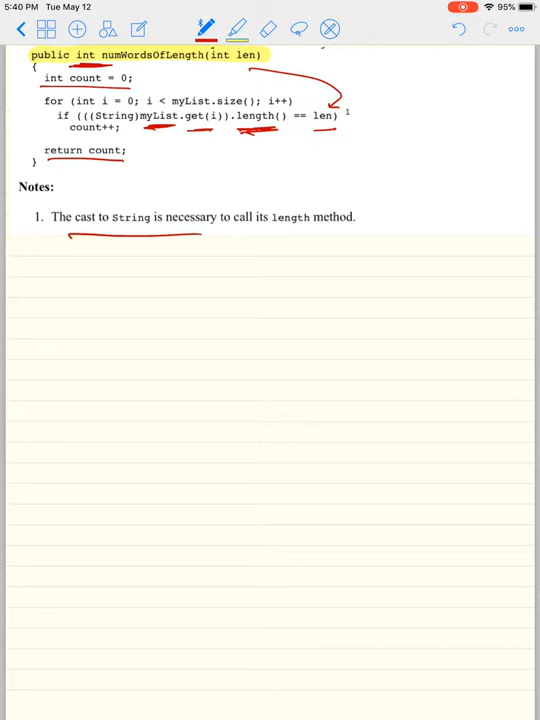 5:40 PM Tue May 12
95%
public int numWordsOfLength(int len)
{
int count = 0;
for (int i = 0; i < myList.size(); i++)
if (((String)myList.get(i)).length() == len) 1
count++;
return count;
}
Notes:
1. The cast to String is necessary to call its length method.